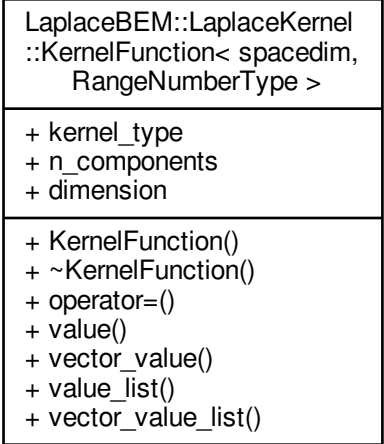 LaplaceBEM::LaplaceKernel
::KernelFunction< spacedim,
RangeNumberType >
+ kernel_type
+ n_components
+ dimension
+ KernelFunction()
+ ~KernelFunction()
+ operator=()
+ value()
+ vector_value()
+ value_list()
+ vector_value_list()